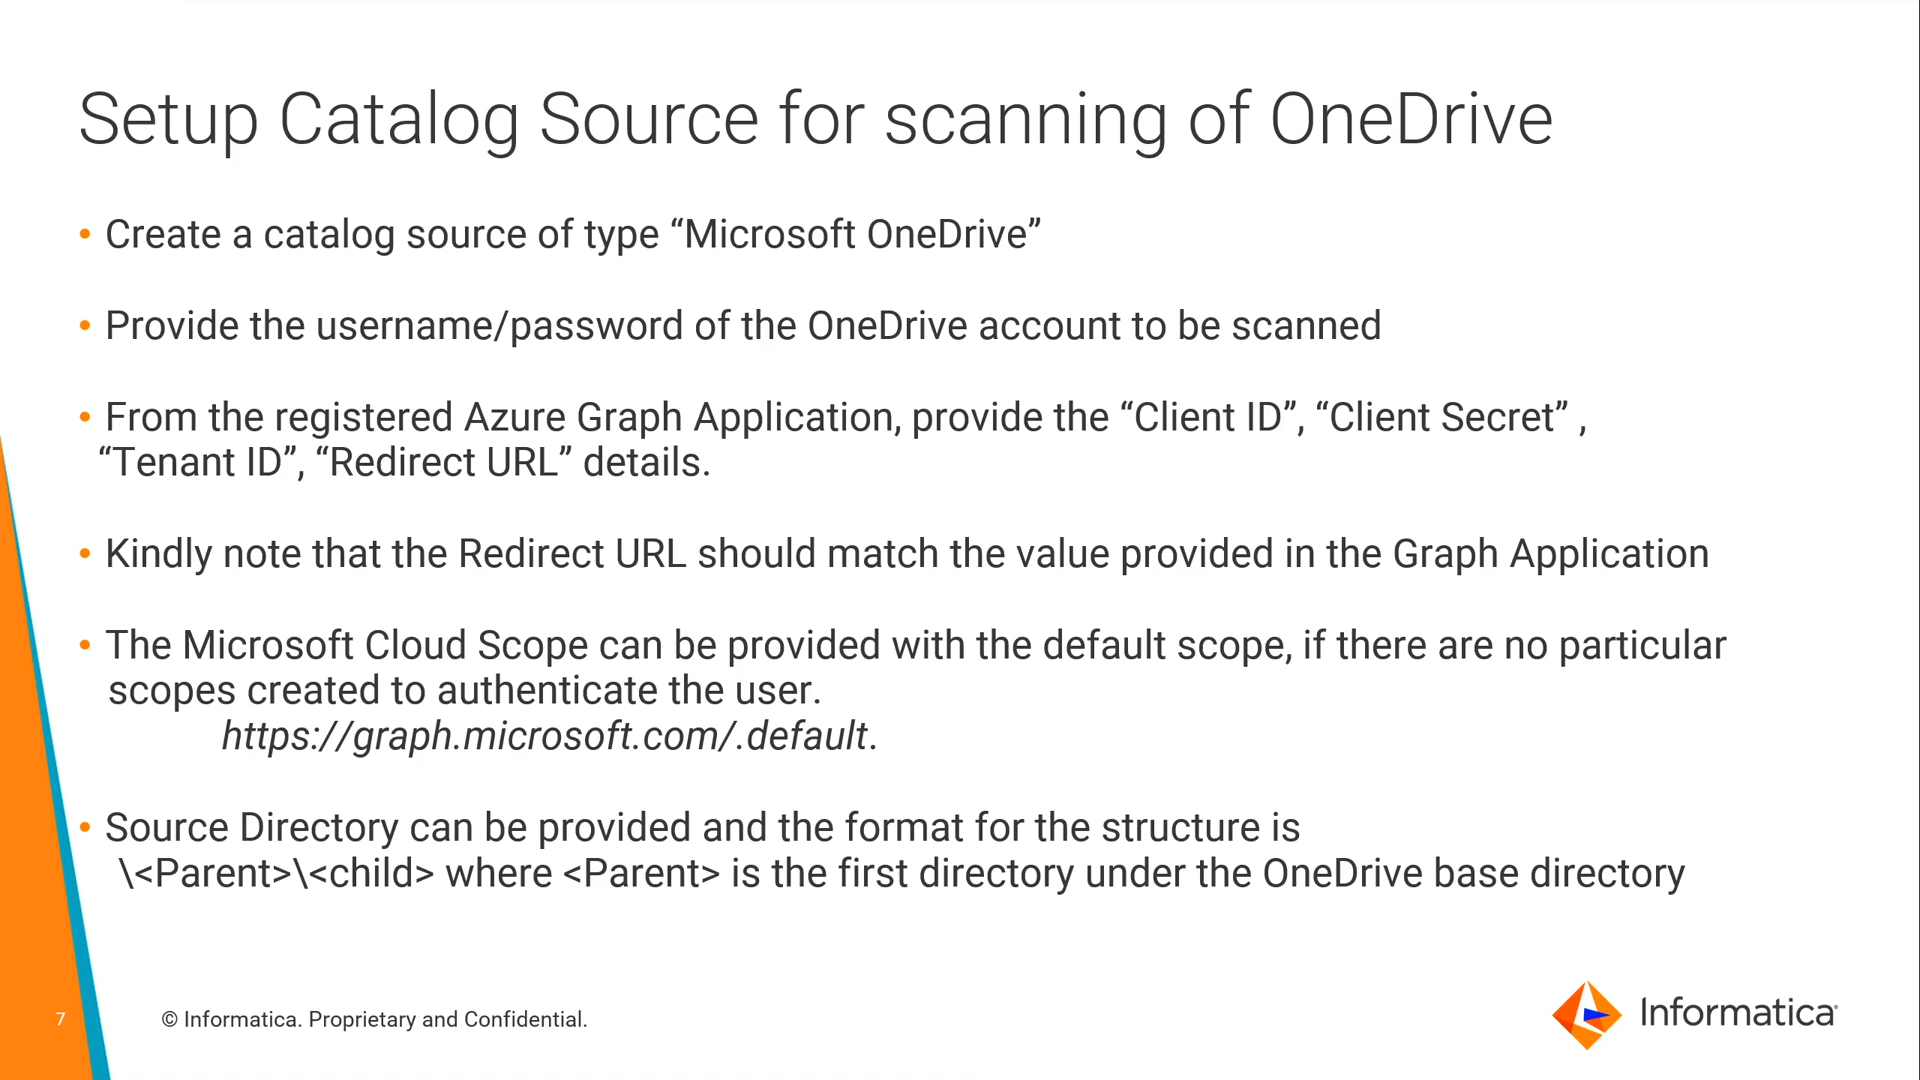 Setup Catalog Source for scanning of OneDrive
• Create a catalog source of type “Microsoft OneDrive”
• Provide the username/password of the OneDrive account to be scanned
• From the registered Azure Graph Application, provide the “Client ID”, “Client Secret” ,
“Tenant ID”, “Redirect URL” details.
• Kindly note that the Redirect URL should match the value provided in the Graph Application
• The Microsoft Cloud Scope can be provided with the default scope, if there are no particular
scopes created to authenticate the user.
https://graph.microsoft.com/.default.
• Source Directory can be provided and the format for the structure is
\<Parent>\<child> where <Parent> is the first directory under the OneDrive base directory
7
© Informatica. Proprietary and Confidential.
Informatica